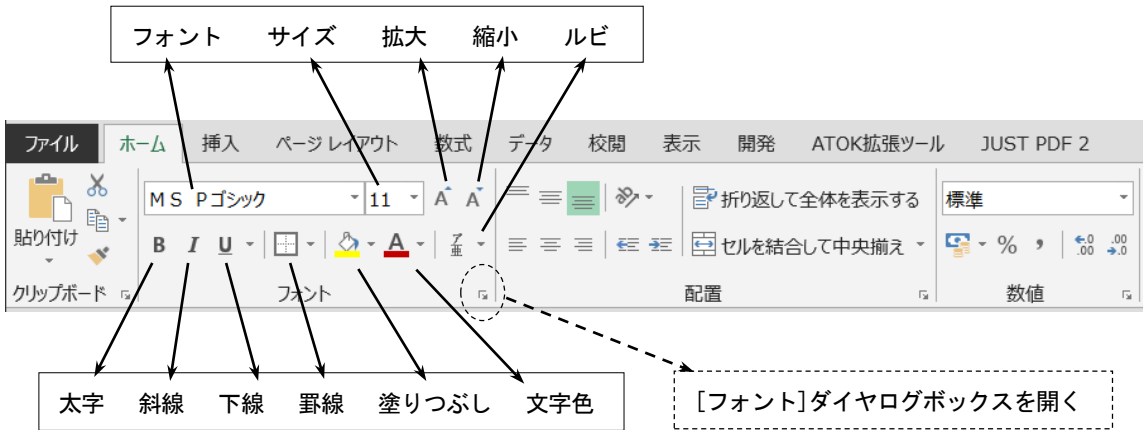 フォント サイズ 拡大 縮小 ルビ
ファイル ホーム 挿入 ページ レイアウト 数式 データ 校閲 表示 開発 ATOK拡張ツール JUST PDF 2
ＭＳ Ｐゴシック 11 A A 折り返して全体を表示する 標準
貼り付け B I U A ア亜 セルを結合して中央揃え % , .0 .00 .00 .0
クリップボード フォント 配置 数値
太字 斜線 下線 罫線 塗りつぶし 文字色
[フォント]ダイヤログボックスを開く